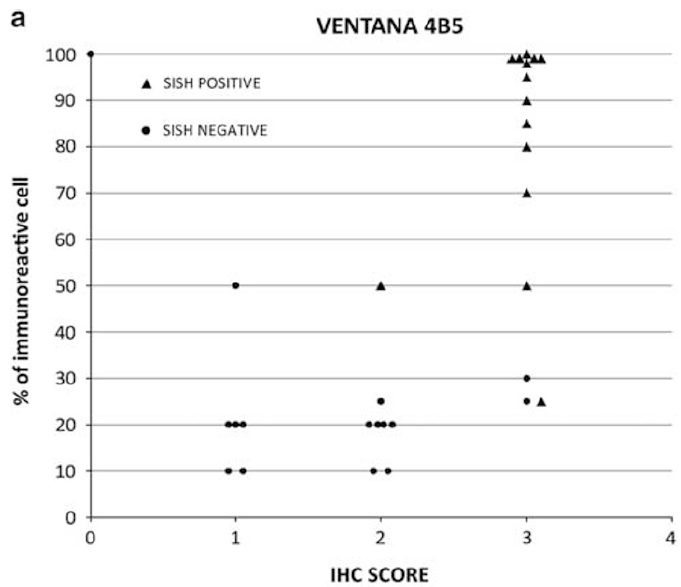 a
VENTANA 4B5
% of immunoreactive cell
100
90
80
70
60
50
40
30
20
10
0
SISH POSITIVE
SISH NEGATIVE
0 1 2 3 4
IHC SCORE